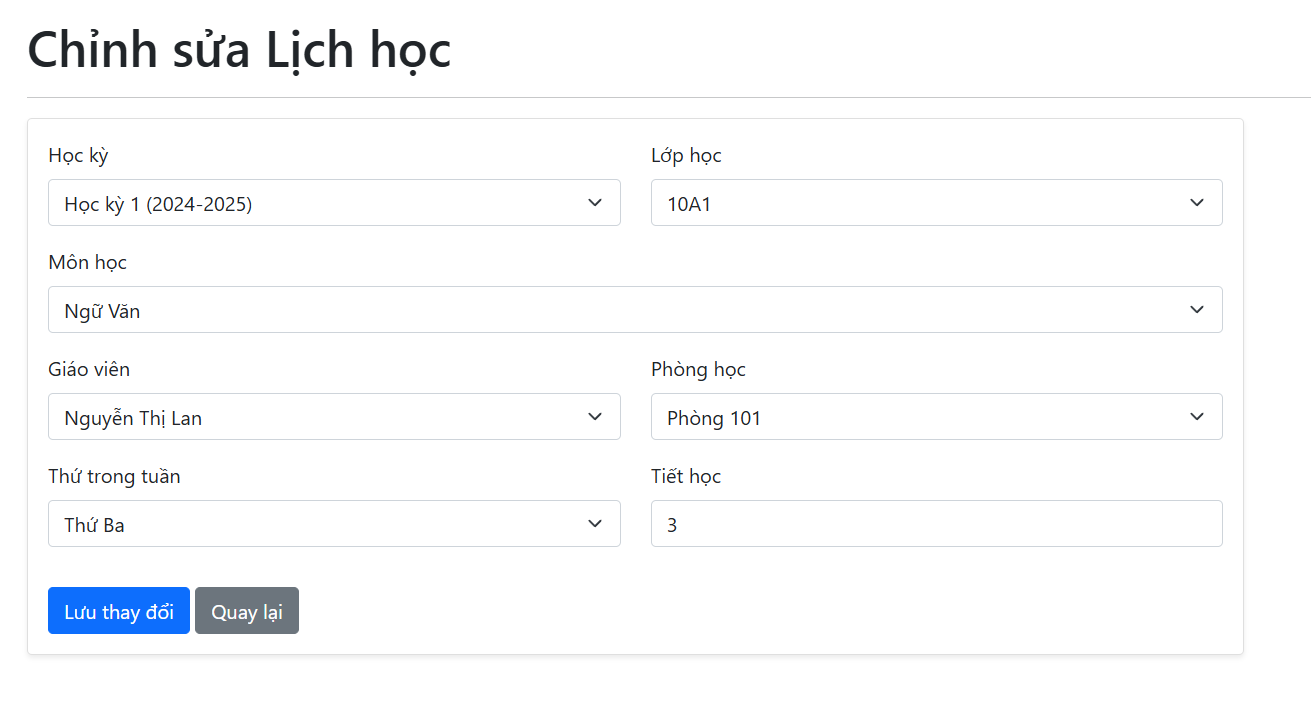 Chỉnh sửa Lịch học
Học kỳ
Lớp học
Học kỳ 1 (2024-2025)
10A1
Môn học
Ngữ Văn
Giáo viên
Phòng học
Nguyễn Thị Lan
Phòng 101
Thứ trong tuần
Tiết học
Thứ Ba
3
Lưu thay đổi
Quay lại